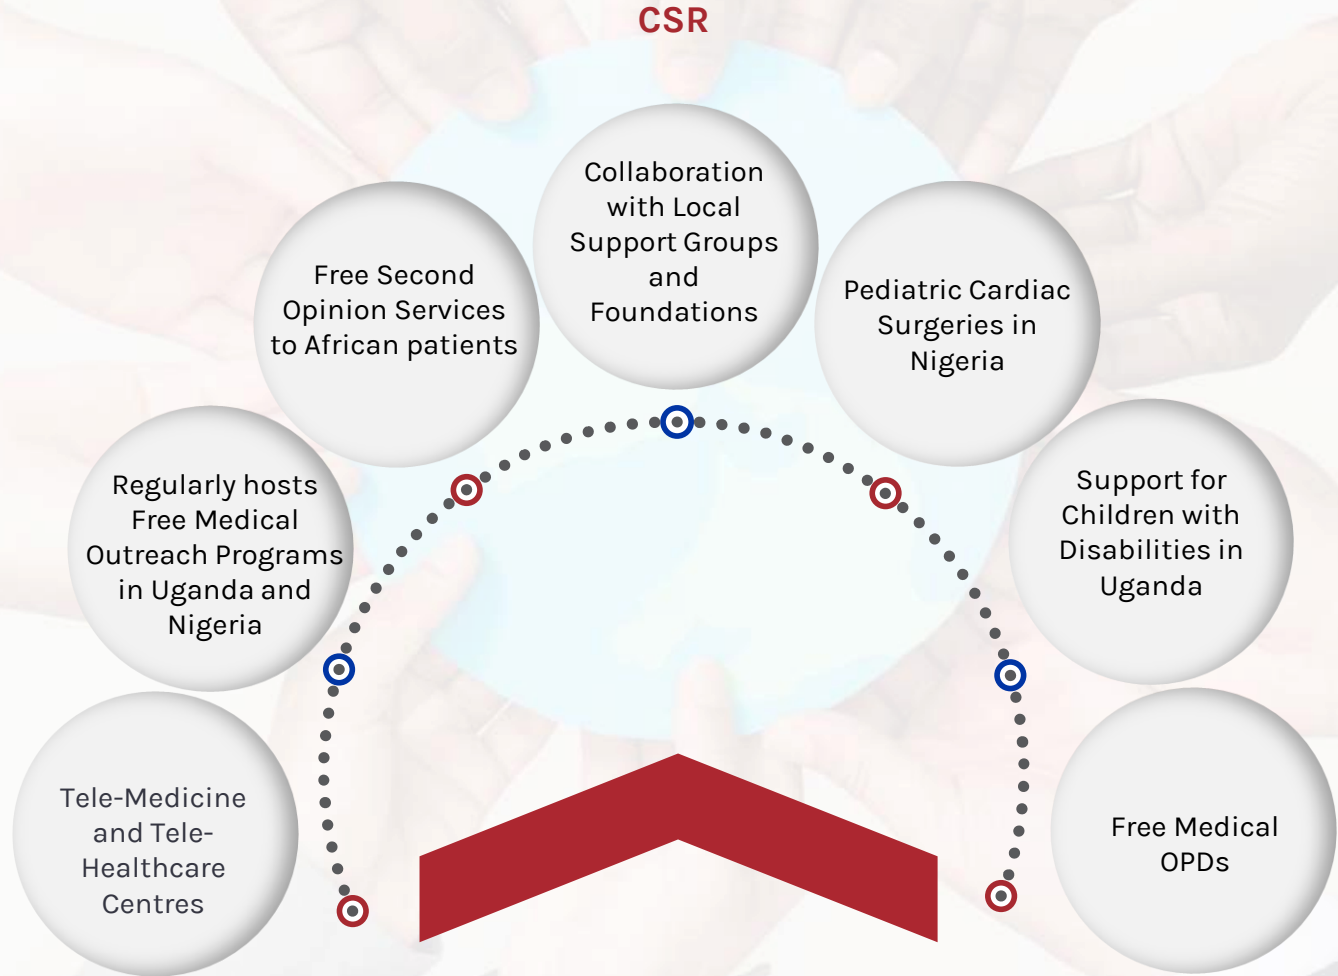 CSR
Tele-Medicine
and Tele-
Healthcare
Centres
Regularly hosts
Free Medical
Outreach Programs
in Uganda and
Nigeria
Free Second
Opinion Services
to African patients
Collaboration
with Local
Support Groups
and
Foundations
Pediatric Cardiac
Surgeries in
Nigeria
Support for
Children with
Disabilities in
Uganda
Free Medical
OPDs